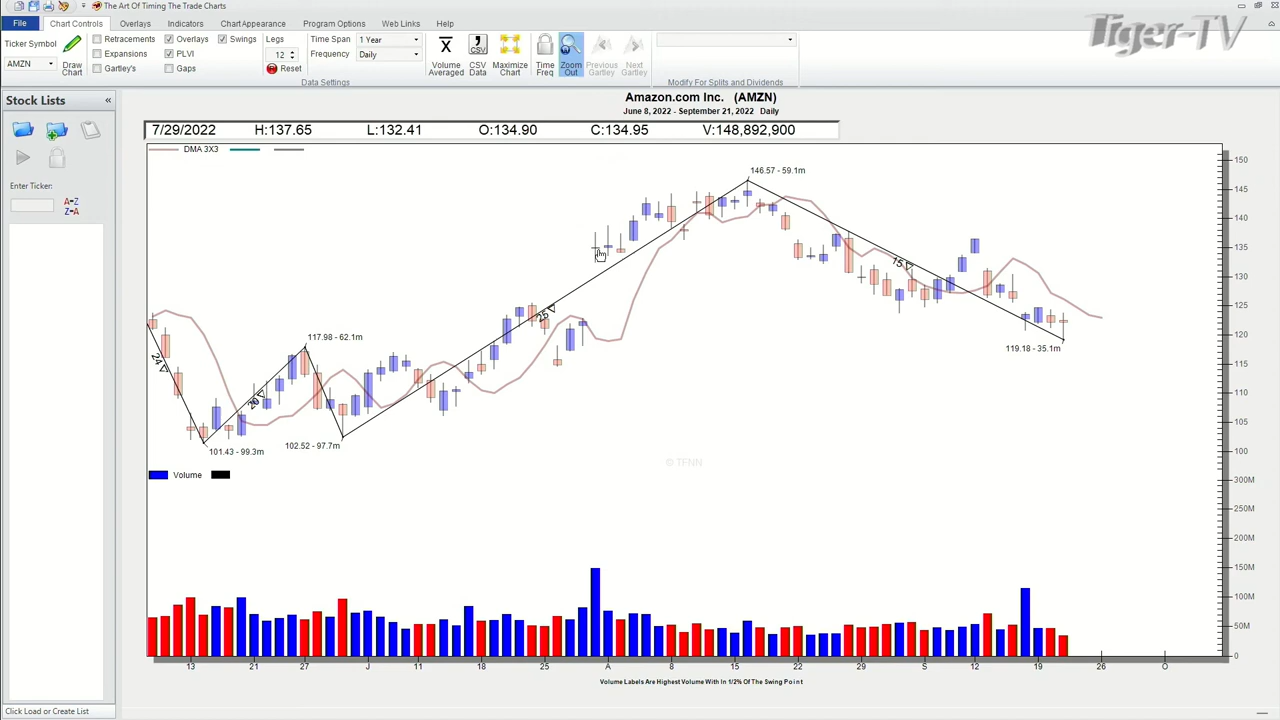 The Art Of Timing The Trade Charts
Tiger-TV
File Chart Controls Overlays Indicators Chart Appearance Program Options Web Links Help
Ticker Symbol
AMZN
Draw Chart
Retracements Overlays Swings
Expansions PLVI
Gartley's Gaps
Legs
12
Reset
Time Span 1 Year
Frequency Daily
Volume Averaged
CSV Data
Maximize Chart
Time Freq
Zoom Out
Previous Gartley
Next Gartley
Data Settings
Modify For Splits and Dividends
Stock Lists «
Enter Ticker:
A-Z
Z-A
Amazon.com Inc. (AMZN)
June 8, 2022 - September 21, 2022 Daily
7/29/2022 H:137.65 L:132.41 O:134.90 C:134.95 V:148,892,900
DMA 3X3
146.57 - 59.1m
117.98 - 62.1m
119.18 - 35.1m
102.52 - 97.7m
101.43 - 99.3m
24
20
25
15
150
145
140
135
130
125
120
115
110
105
100
© TFNN
Volume
300M
250M
200M
150M
100M
50M
0
13 21 27 J 11 18 25 A 8 15 22 29 S 12 19 26 O
Volume Labels Are Highest Volume With In 1/2% Of The Swing Point
Click Load or Create List